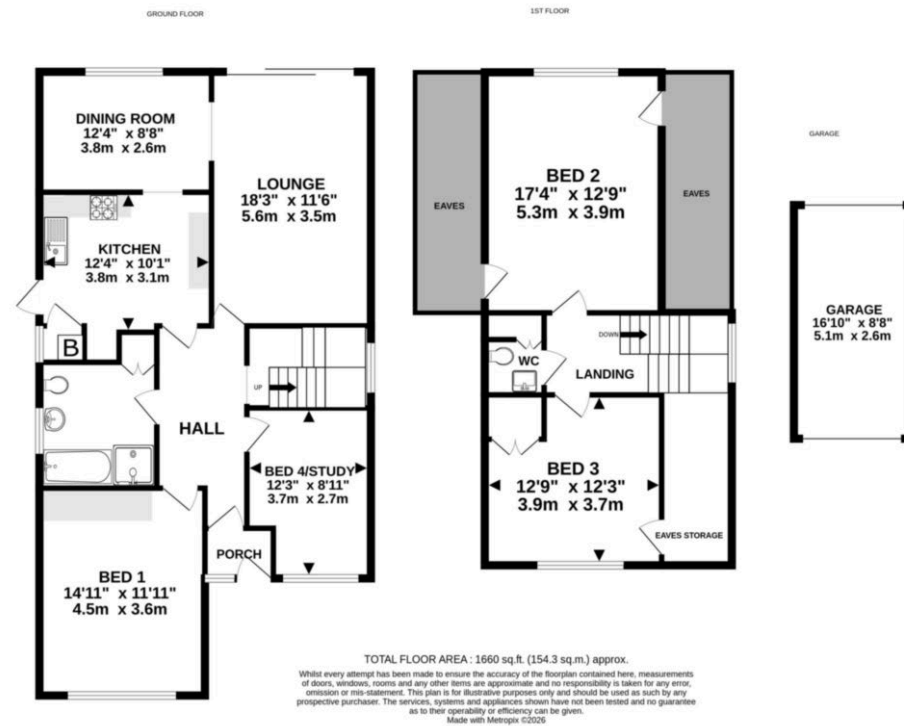 GROUND FLOOR
DINING ROOM
12'4" x 8'8"
3.8m x 2.6m
LOUNGE
18'3" x 11'6"
5.6m x 3.5m
KITCHEN
12'4" x 10'1"
3.8m x 3.1m
B
UP
HALL
BED 4/STUDY
12'3" x 8'11"
3.7m x 2.7m
PORCH
BED 1
14'11" x 11'11"
4.5m x 3.6m
1ST FLOOR
BED 2
17'4" x 12'9"
5.3m x 3.9m
EAVES
EAVES
DOWN
WC
LANDING
BED 3
12'9" x 12'3"
3.9m x 3.7m
EAVES STORAGE
GARAGE
GARAGE
16'10" x 8'8"
5.1m x 2.6m
TOTAL FLOOR AREA : 1660 sq.ft. (154.3 sq.m.) approx.
Whilst every attempt has been made to ensure the accuracy of the floorplan contained here, measurements
of doors, windows, rooms and any other items are approximate and no responsibility is taken for any error,
omission or mis-statement. This plan is for illustrative purposes only and should be used as such by any
prospective purchaser. The services, systems and appliances shown have not been tested and no guarantee
as to their operability or efficiency can be given.
Made with Metropix ©2026